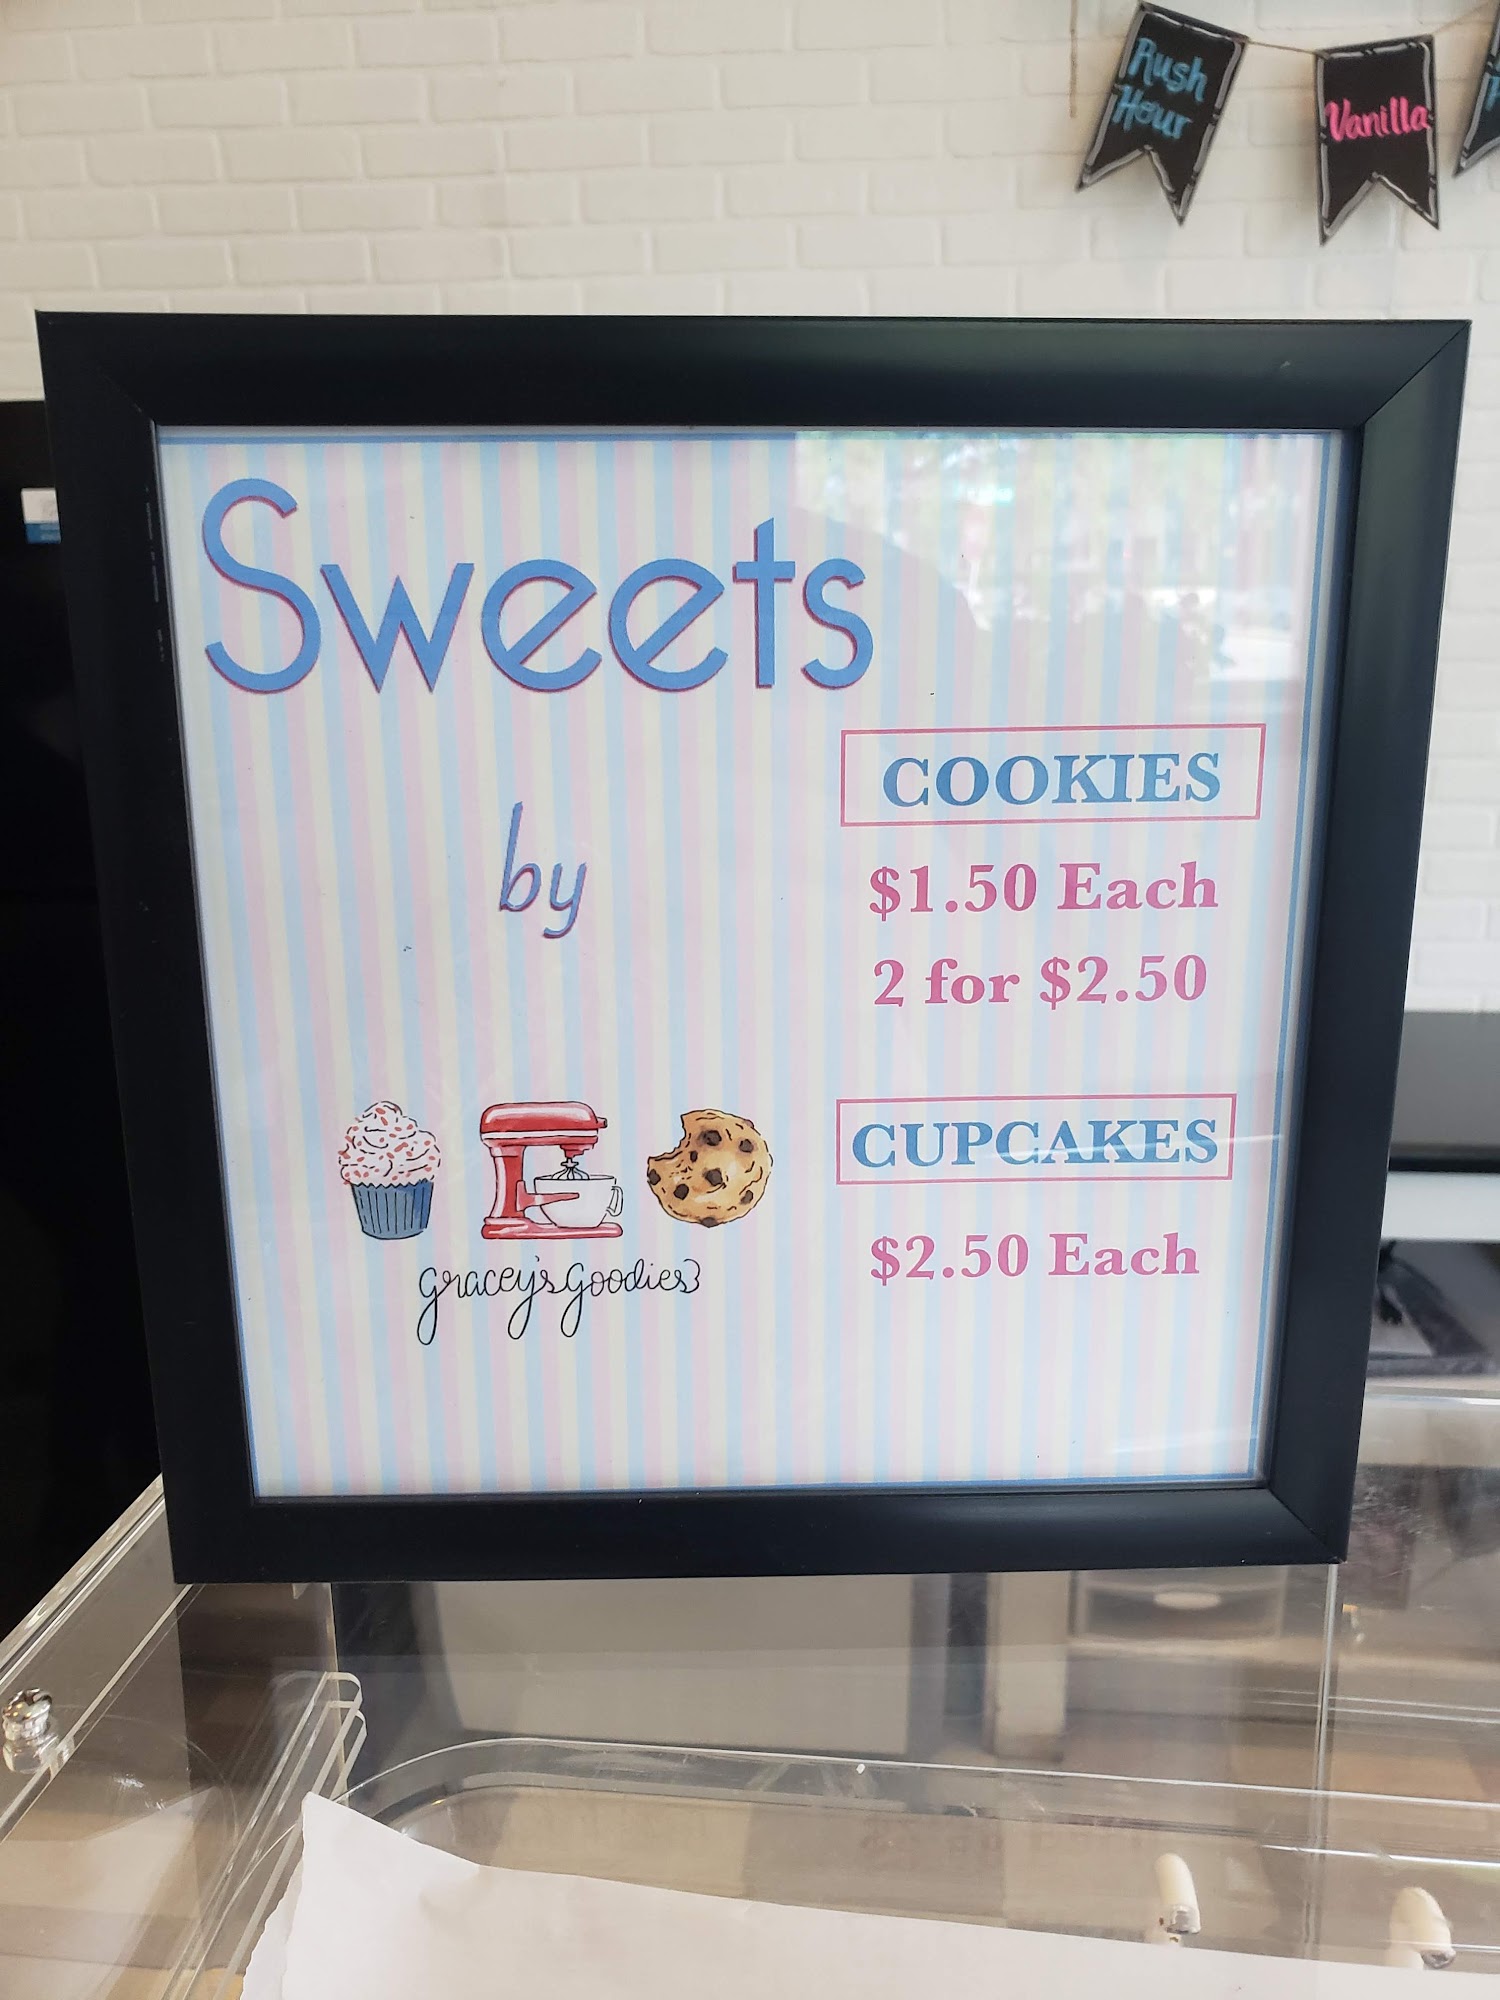 Rush
Hour
Vanilla
Sweets
by
gracey's goodies
COOKIES
$1.50 Each
2 for $2.50
CUPCAKES
$2.50 Each